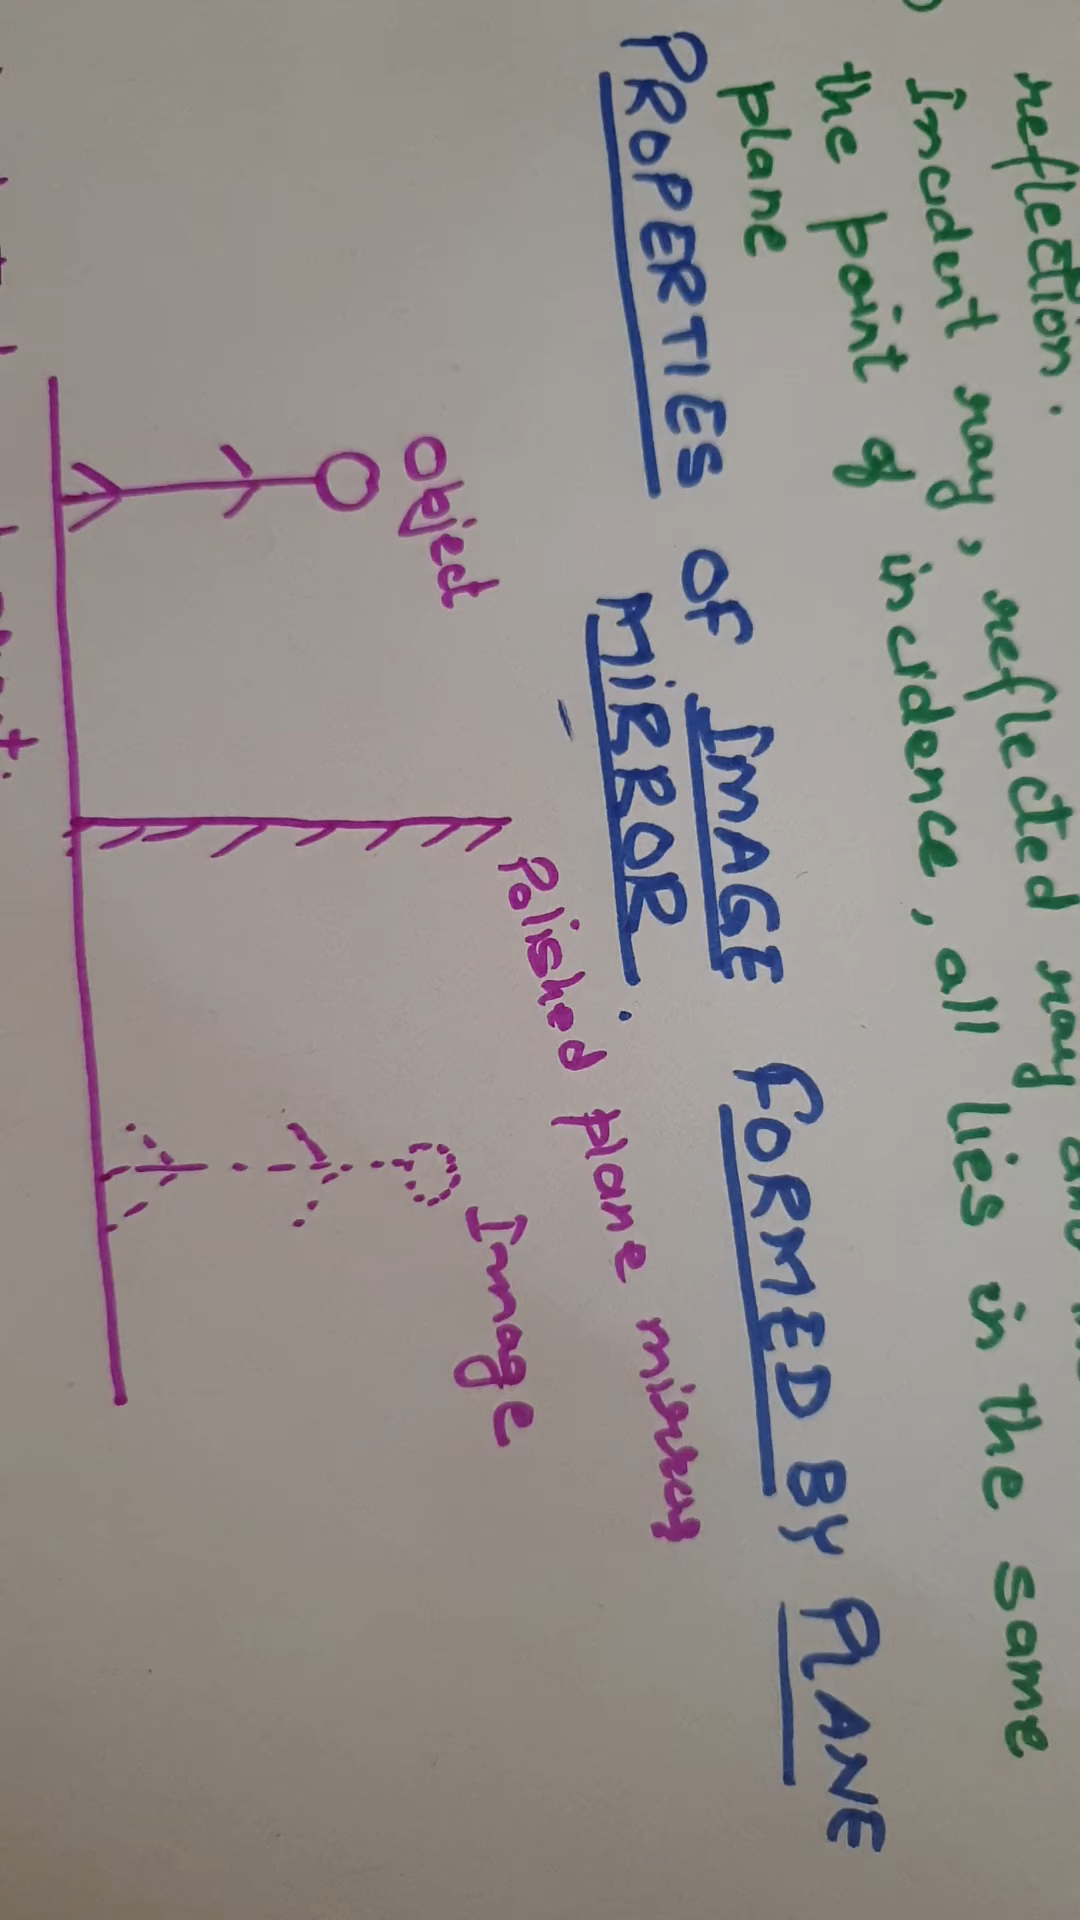 reflection.
Incident ray, reflected ray and
the point of incidence, all lies in the same
plane
PROPERTIES OF IMAGE FORMED BY PLANE
MIRROR.
Polished plane mirror
Object
Image